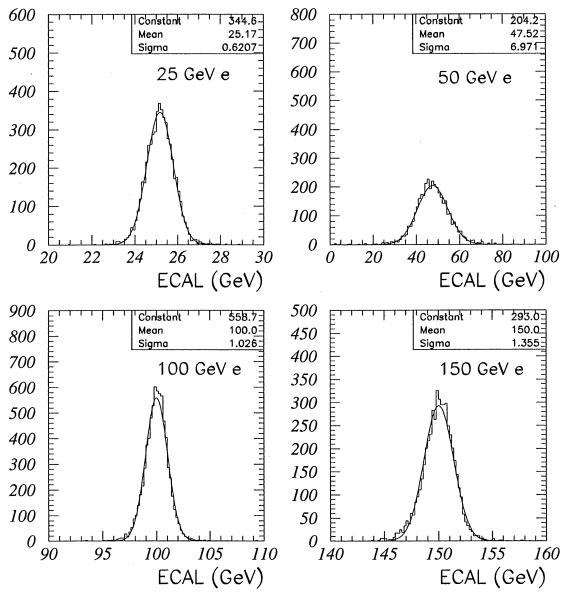 600
500
400
300
200
100
0
Constant 344.6
Mean 25.17
Sigma 0.6207
25 GeV e
20 22 24 26 28 30
ECAL (GeV)
800
700
600
500
400
300
200
100
0
Constant 204.2
Mean 47.52
Sigma 6.971
50 GeV e
0 20 40 60 80 100
ECAL (GeV)
900
800
700
600
500
400
300
200
100
0
Constant 558.7
Mean 100.0
Sigma 1.026
100 GeV e
90 95 100 105 110
ECAL (GeV)
500
450
400
350
300
250
200
150
100
50
0
Constant 293.0
Mean 150.0
Sigma 1.355
150 GeV e
140 145 150 155 160
ECAL (GeV)